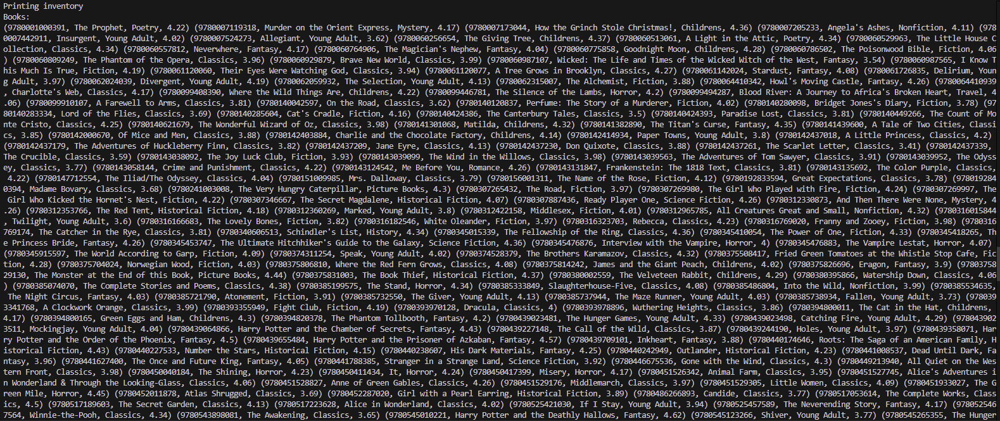 Printing inventory
Books:
(9780001000391, The Prophet, Poetry, 4.22) (9780007119318, Murder on the Orient Express, Mystery, 4.17) (9780007173044, How the Grinch Stole Christmas!, Childrens, 4.36) (9780007205233, Angela's Ashes, Nonfiction, 4.11) (978
0007442911, Insurgent, Young Adult, 4.02) (9780007524273, Allegiant, Young Adult, 3.62) (9780060256654, The Giving Tree, Childrens, 4.37) (9780060513061, A Light in the Attic, Poetry, 4.34) (9780060529963, The Little House C
ollection, Classics, 4.34) (9780060557812, Neverwhere, Fantasy, 4.17) (9780060764906, The Magician's Nephew, Fantasy, 4.04) (9780060775858, Goodnight Moon, Childrens, 4.28) (9780060786502, The Poisonwood Bible, Fiction, 4.06
) (9780060809249, The Phantom of the Opera, Classics, 3.96) (9780060929879, Brave New World, Classics, 3.99) (9780060987107, Wicked: The Life and Times of the Wicked Witch of the West, Fantasy, 3.54) (9780060987565, I Know T
his Much Is True, Fiction, 4.19) (9780061120060, Their Eyes Were Watching God, Classics, 3.94) (9780061120077, A Tree Grows in Brooklyn, Classics, 4.27) (9780061142024, Stardust, Fantasy, 4.08) (9780061726835, Delirium, Youn
g Adult, 3.97) (9780062024039, Divergent, Young Adult, 4.19) (9780062059932, The Selection, Young Adult, 4.13) (9780062315007, The Alchemist, Fiction, 3.88) (9780064410342, Howl's Moving Castle, Fantasy, 4.26) (9780064410939
, Charlotte's Web, Classics, 4.17) (9780099408390, Where the Wild Things Are, Childrens, 4.22) (9780099446781, The Silence of the Lambs, Horror, 4.2) (9780099494287, Blood River: A Journey to Africa's Broken Heart, Travel, 4
.06) (9780099910107, A Farewell to Arms, Classics, 3.81) (9780140042597, On the Road, Classics, 3.62) (9780140120837, Perfume: The Story of a Murderer, Fiction, 4.02) (9780140280098, Bridget Jones's Diary, Fiction, 3.78) (97
80140283334, Lord of the Flies, Classics, 3.69) (9780140285604, Cat's Cradle, Fiction, 4.16) (9780140424386, The Canterbury Tales, Classics, 3.5) (9780140424393, Paradise Lost, Classics, 3.81) (9780140449266, The Count of Mo
nte Cristo, Classics, 4.25) (9780140621679, The Wonderful Wizard of Oz, Classics, 3.98) (9780141301068, Matilda, Childrens, 4.32) (9780141382890, The Titan's Curse, Fantasy, 4.35) (9780141439600, A Tale of Two Cities, Classi
cs, 3.85) (9780142000670, Of Mice and Men, Classics, 3.88) (9780142403884, Charlie and the Chocolate Factory, Childrens, 4.14) (9780142414934, Paper Towns, Young Adult, 3.8) (9780142437018, A Little Princess, Classics, 4.2)
(9780142437179, The Adventures of Huckleberry Finn, Classics, 3.82) (9780142437209, Jane Eyre, Classics, 4.13) (9780142437230, Don Quixote, Classics, 3.88) (9780142437261, The Scarlet Letter, Classics, 3.41) (9780142437339,
The Crucible, Classics, 3.59) (9780143038092, The Joy Luck Club, Fiction, 3.93) (9780143039099, The Wind in the Willows, Classics, 3.98) (9780143039563, The Adventures of Tom Sawyer, Classics, 3.91) (9780143039952, The Odyss
ey, Classics, 3.77) (9780143058144, Crime and Punishment, Classics, 4.22) (9780143124542, Me Before You, Romance, 4.26) (9780143131847, Frankenstein: The 1818 Text, Classics, 3.81) (9780143135692, The Color Purple, Classics,
4.22) (9780147712554, The Iliad/The Odyssey, Classics, 4.04) (9780151009985, Mrs. Dalloway, Classics, 3.79) (9780156001311, The Name of the Rose, Fiction, 4.12) (9780192833594, Great Expectations, Classics, 3.78) (978019284
0394, Madame Bovary, Classics, 3.68) (9780241003008, The Very Hungry Caterpillar, Picture Books, 4.3) (9780307265432, The Road, Fiction, 3.97) (9780307269980, The Girl Who Played with Fire, Fiction, 4.24) (9780307269997, The
Girl Who Kicked the Hornet's Nest, Fiction, 4.22) (9780307346667, The Secret Magdalene, Historical Fiction, 4.07) (9780307887436, Ready Player One, Science Fiction, 4.26) (9780312330873, And Then There Were None, Mystery, 4
.26) (9780312353766, The Red Tent, Historical Fiction, 4.18) (9780312360269, Marked, Young Adult, 3.8) (9780312422158, Middlesex, Fiction, 4.01) (9780312965785, All Creatures Great and Small, Nonfiction, 4.32) (9780316015844
, Twilight, Young Adult, 3.6) (9780316166683, The Lovely Bones, Fiction, 3.82) (9780316182546, White Oleander, Fiction, 3.97) (9780316323703, Rebecca, Classics, 4.23) (9780316769020, Franny and Zooey, Fiction, 3.98) (9780316
769174, The Catcher in the Rye, Classics, 3.81) (9780340606513, Schindler's List, History, 4.34) (9780345015339, The Fellowship of the Ring, Classics, 4.36) (9780345410054, The Power of One, Fiction, 4.33) (9780345418265, Th
e Princess Bride, Fantasy, 4.26) (9780345453747, The Ultimate Hitchhiker's Guide to the Galaxy, Science Fiction, 4.36) (9780345476876, Interview with the Vampire, Horror, 4) (9780345476883, The Vampire Lestat, Horror, 4.07)
(9780345915597, The World According to Garp, Fiction, 4.09) (9780374311254, Speak, Young Adult, 4.02) (9780374528379, The Brothers Karamazov, Classics, 4.32) (9780375508417, Fried Green Tomatoes at the Whistle Stop Cafe, Fic
tion, 4.28) (9780375704024, Norwegian Wood, Fiction, 4.03) (9780375806810, Where the Red Fern Grows, Classics, 4.08) (9780375814242, James and the Giant Peach, Childrens, 4.02) (9780375826696, Eragon, Fantasy, 3.9) (97803758
29130, The Monster at the End of this Book, Picture Books, 4.44) (9780375831003, The Book Thief, Historical Fiction, 4.37) (9780380002559, The Velveteen Rabbit, Childrens, 4.29) (9780380395866, Watership Down, Classics, 4.06
) (9780385074070, The Complete Stories and Poems, Classics, 4.38) (9780385199575, The Stand, Horror, 4.34) (9780385333849, Slaughterhouse-Five, Classics, 4.08) (9780385486804, Into the Wild, Nonfiction, 3.99) (9780385534635,
The Night Circus, Fantasy, 4.03) (9780385721790, Atonement, Fiction, 3.91) (9780385732550, The Giver, Young Adult, 4.13) (9780385737944, The Maze Runner, Young Adult, 4.03) (9780385738934, Fallen, Young Adult, 3.73) (978039
3341768, A Clockwork Orange, Classics, 3.99) (9780393355949, Fight Club, Fiction, 4.19) (9780393970128, Dracula, Classics, 4) (9780393978896, Wuthering Heights, Classics, 3.86) (9780394800011, The Cat in the Hat, Childrens,
4.17) (9780394800165, Green Eggs and Ham, Childrens, 4.3) (9780394820378, The Phantom Tollbooth, Fantasy, 4.2) (9780439023481, The Hunger Games, Young Adult, 4.33) (9780439023498, Catching Fire, Young Adult, 4.29) (978043902
3511, Mockingjay, Young Adult, 4.04) (9780439064866, Harry Potter and the Chamber of Secrets, Fantasy, 4.43) (9780439227148, The Call of the Wild, Classics, 3.87) (9780439244190, Holes, Young Adult, 3.97) (9780439358071, Har
ry Potter and the Order of the Phoenix, Fantasy, 4.5) (9780439655484, Harry Potter and the Prisoner of Azkaban, Fantasy, 4.57) (9780439709101, Inkheart, Fantasy, 3.88) (9780440174646, Roots: The Saga of an American Family, H
istorical Fiction, 4.43) (9780440227533, Number the Stars, Historical Fiction, 4.15) (9780440238607, His Dark Materials, Fantasy, 4.25) (9780440242949, Outlander, Historical Fiction, 4.23) (9780441008537, Dead Until Dark, Fa
ntasy, 3.96) (9780441627400, The Once and Future King, Fantasy, 4.05) (9780441788385, Stranger in a Strange Land, Science Fiction, 3.92) (9780446675536, Gone with the Wind, Classics, 4.3) (9780449213940, All Quiet on the Wes
tern Front, Classics, 3.98) (9780450040184, The Shining, Horror, 4.23) (9780450411434, It, Horror, 4.24) (9780450417399, Misery, Horror, 4.17) (9780451526342, Animal Farm, Classics, 3.95) (9780451527745, Alice's Adventures i
n Wonderland & Through the Looking-Glass, Classics, 4.06) (9780451528827, Anne of Green Gables, Classics, 4.26) (9780451529176, Middlemarch, Classics, 3.97) (9780451529305, Little Women, Classics, 4.09) (9780451933027, The G
reen Mile, Horror, 4.45) (9780452011878, Atlas Shrugged, Classics, 3.69) (9780452287020, Girl with a Pearl Earring, Historical Fiction, 3.89) (9780486266893, Candide, Classics, 3.77) (9780517053614, The Complete Works, Class
ics, 4.5) (9780517189603, The Secret Garden, Classics, 4.13) (9780517223628, Alice in Wonderland, Classics, 4.02) (9780525421030, If I Stay, Young Adult, 3.94) (9780525457589, The Neverending Story, Fantasy, 4.17) (978052546
7564, Winnie-the-Pooh, Classics, 4.34) (9780543898081, The Awakening, Classics, 3.65) (9780545010221, Harry Potter and the Deathly Hallows, Fantasy, 4.62) (9780545123266, Shiver, Young Adult, 3.77) (9780545265355, The Hunger